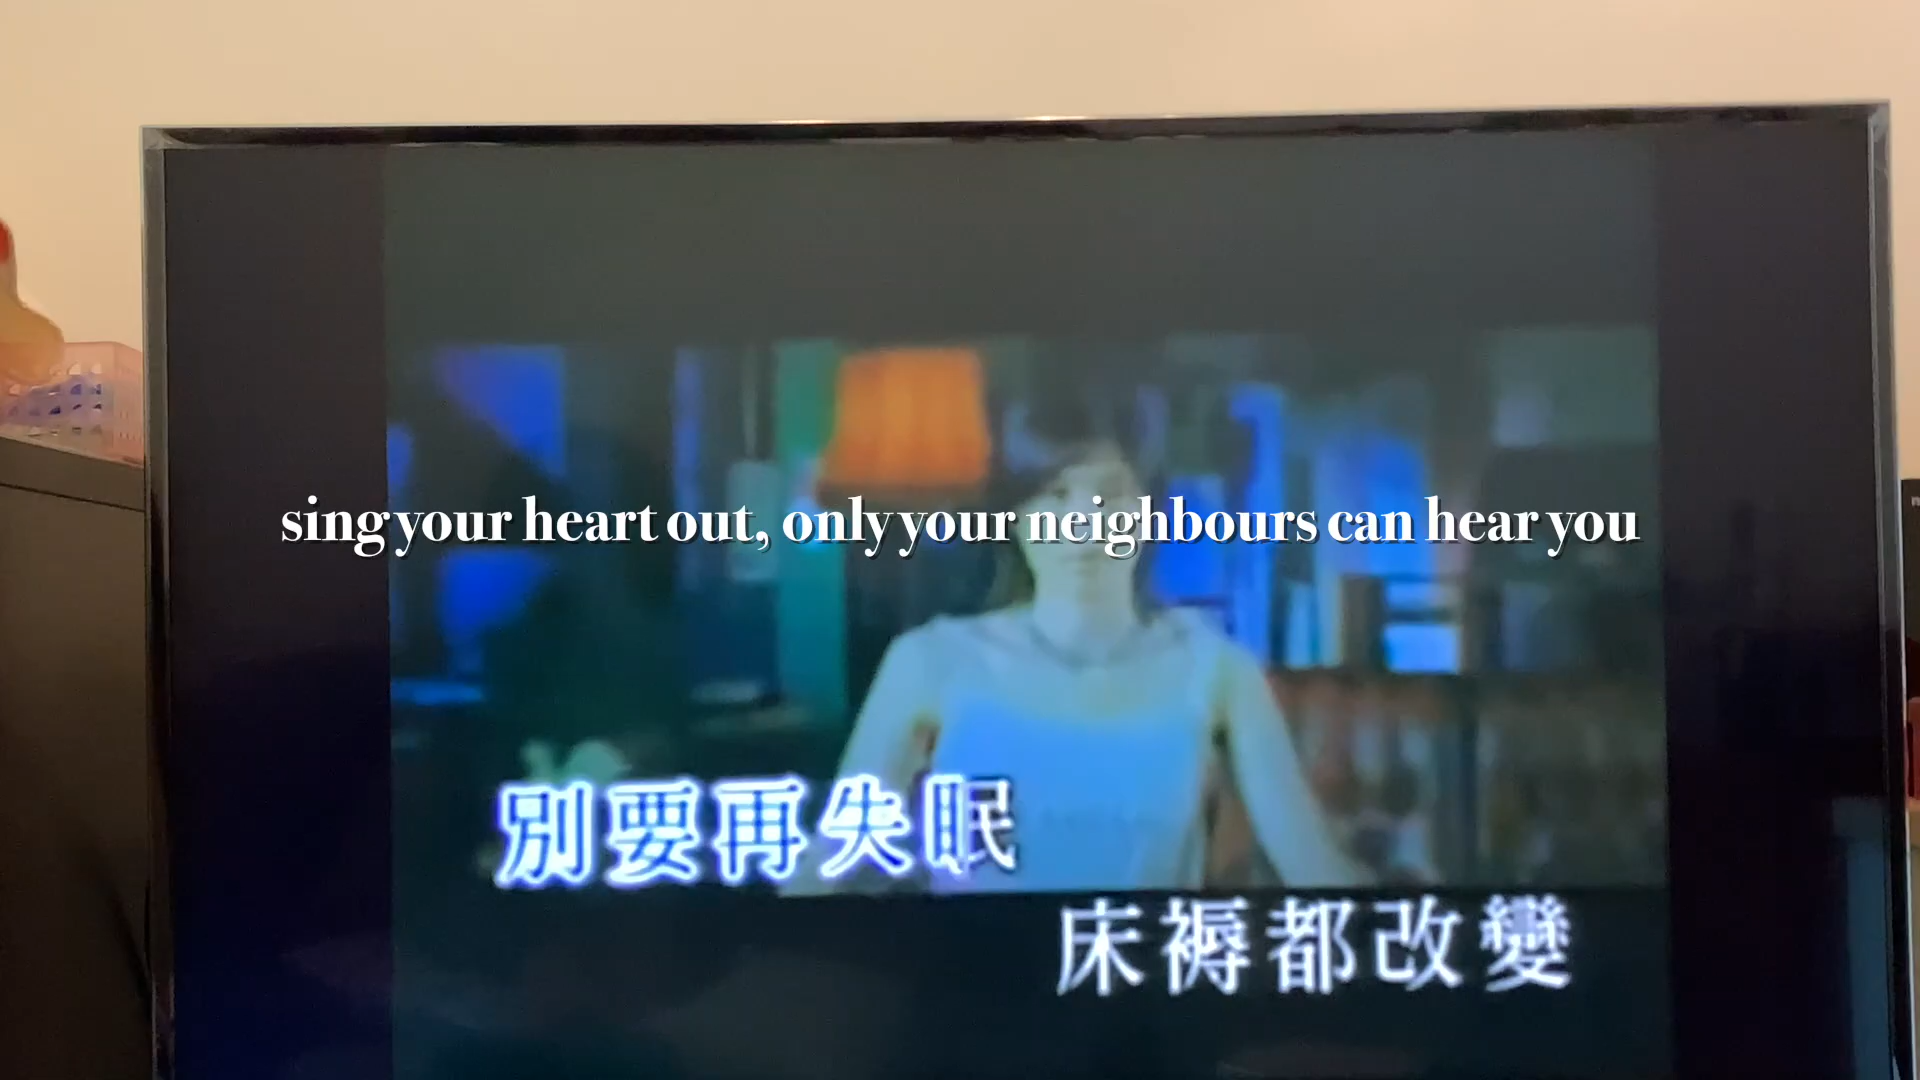 sing your heart out, only your neighbours can hear you
別要再失眠
床褥都改變